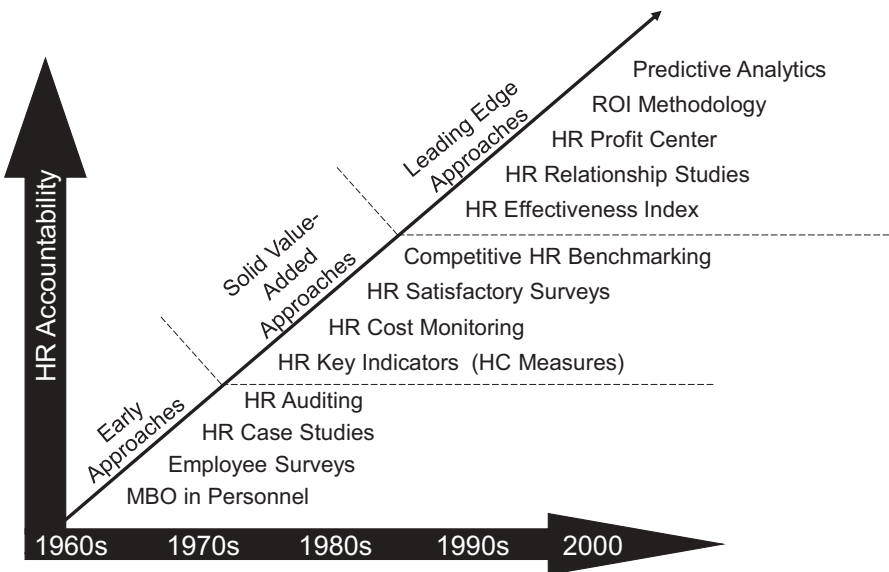 Predictive Analytics
ROI Methodology
HR Profit Center
HR Relationship Studies
HR Effectiveness Index
Leading Edge
Approaches
Competitive HR Benchmarking
HR Satisfactory Surveys
HR Cost Monitoring
HR Key Indicators (HC Measures)
Solid Value-
Added
Approaches
HR Auditing
HR Case Studies
Employee Surveys
MBO in Personnel
Early
Approaches
HR Accountability
1960s 1970s 1980s 1990s 2000